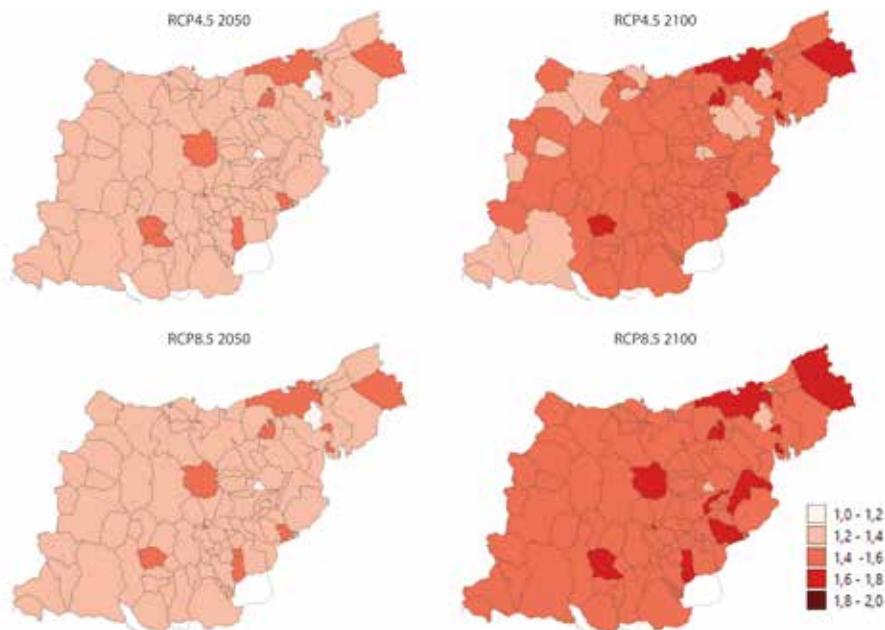 RCP4.5 2050
RCP4.5 2100
RCP8.5 2050
RCP8.5 2100
1,0 - 1,2
1,2 - 1,4
1,4 -1,6
1,6 - 1,8
1,8 - 2,0